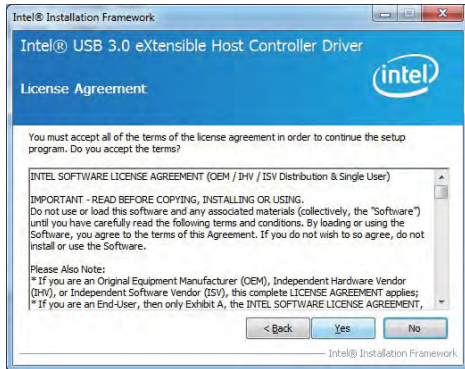 Intel® Installation Framework
Intel® USB 3.0 eXtensible Host Controller Driver
intel
License Agreement
You must accept all of the terms of the license agreement in order to continue the setup
program. Do you accept the terms?
INTEL SOFTWARE LICENSE AGREEMENT (OEM / IHV / ISV Distribution & Single User)
IMPORTANT - READ BEFORE COPYING, INSTALLING OR USING.
Do not use or load this software and any associated materials (collectively, the "Software")
until you have carefully read the following terms and conditions. By loading or using the
Software, you agree to the terms of this Agreement. If you do not wish to so agree, do not
install or use the Software.
Please Also Note:
* If you are an Original Equipment Manufacturer (OEM), Independent Hardware Vendor
(IHV), or Independent Software Vendor (ISV), this complete LICENSE AGREEMENT applies;
* If you are an End-User, then only Exhibit A, the INTEL SOFTWARE LICENSE AGREEMENT,
< Back Yes No
Intel® Installation Framework